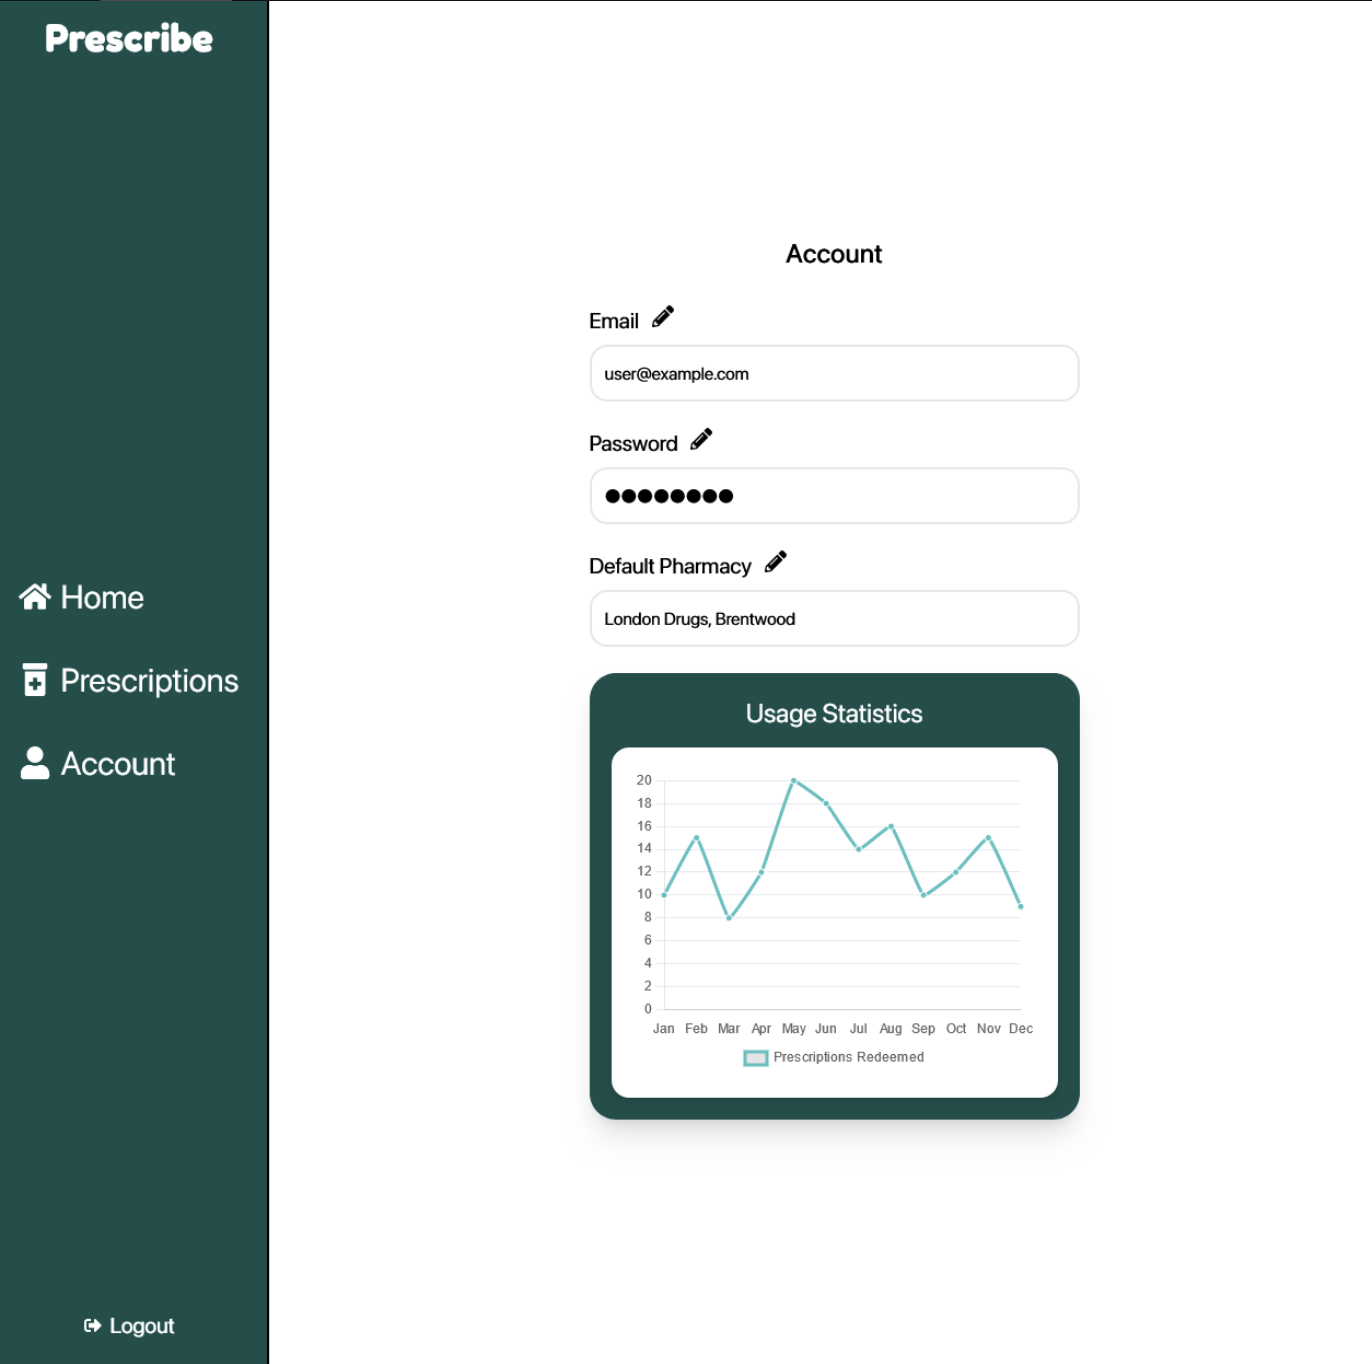 Prescribe
Home
Prescriptions
Account
Logout
Account
Email
user@example.com
Password
●●●●●●●●
Default Pharmacy
London Drugs, Brentwood
Usage Statistics
20
18
16
14
12
10
8
6
4
2
0
Jan Feb Mar Apr May Jun Jul Aug Sep Oct Nov Dec
Prescriptions Redeemed